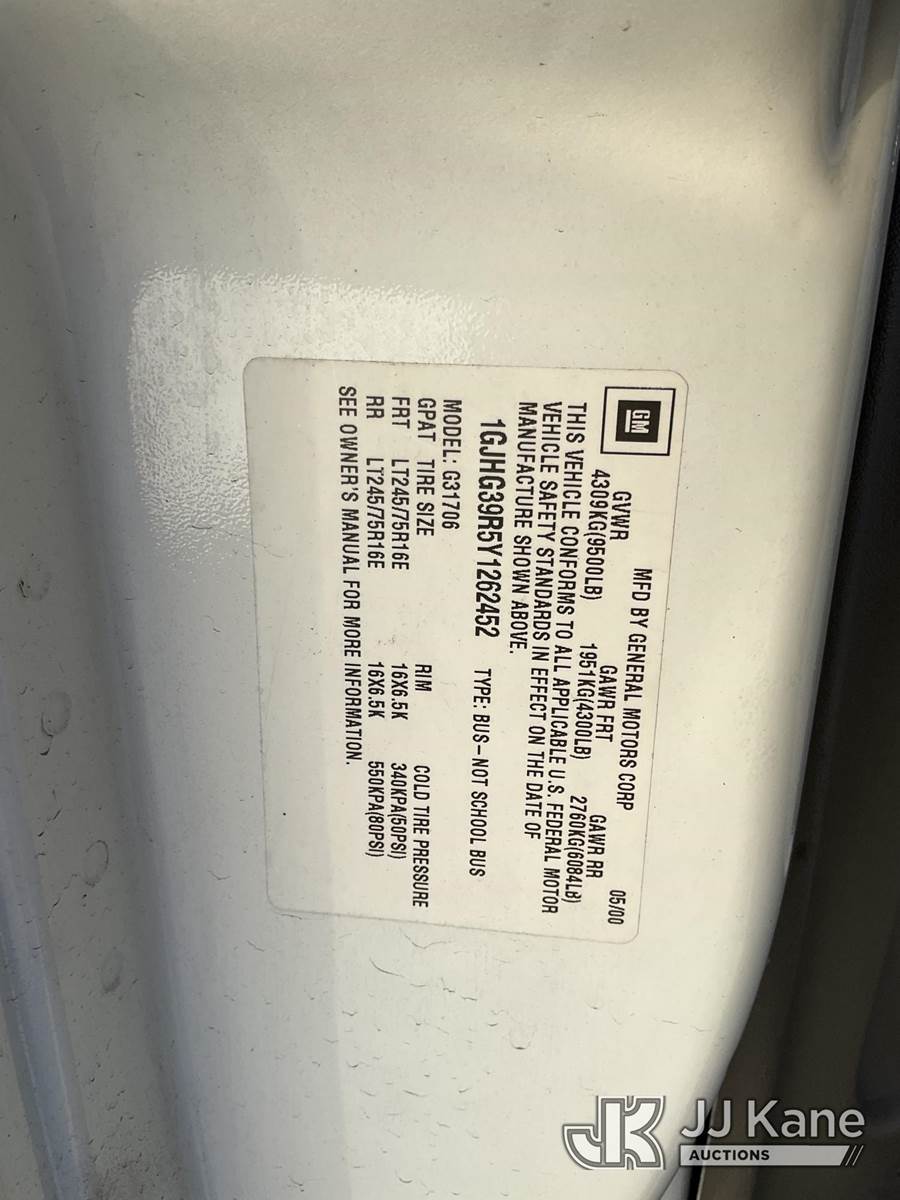 GM
MFD BY GENERAL MOTORS CORP 05/00
GVWR GAWR FRT GAWR RR
4309KG(9500LB) 1951KG(4300LB) 2760KG(6084LB)
THIS VEHICLE CONFORMS TO ALL APPLICABLE U.S. FEDERAL MOTOR
VEHICLE SAFETY STANDARDS IN EFFECT ON THE DATE OF
MANUFACTURE SHOWN ABOVE.
1GJHG39R5Y1262452 TYPE: BUS-NOT SCHOOL BUS
MODEL: G31706
GPAT TIRE SIZE RIM COLD TIRE PRESSURE
FRT LT245/75R16E 16X6.5K 340KPA(50PSI)
RR LT245/75R16E 16X6.5K 550KPA(80PSI)
SEE OWNER'S MANUAL FOR MORE INFORMATION.
JK JJ Kane
AUCTIONS